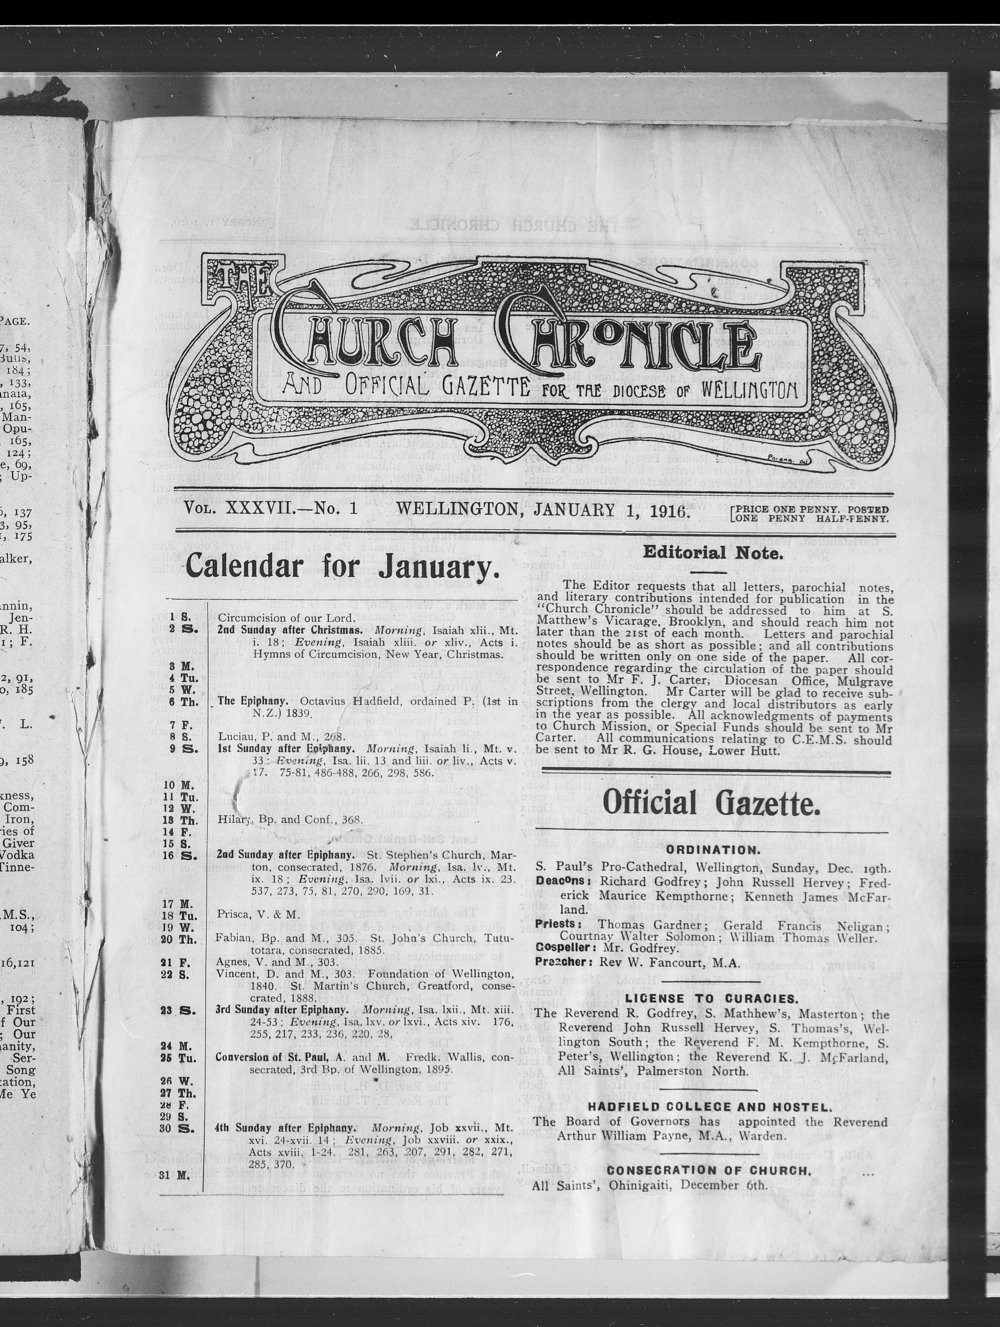 THE
CHURCH CHRONICLE
AND OFFICIAL GAZETTE FOR THE DIOCESE OF WELLINGTON
VOL. XXXVII.—No. 1 WELLINGTON, JANUARY 1, 1916. [PRICE ONE PENNY. POSTED
ONE PENNY HALF-PENNY.
Calendar for January.
1 S. Circumcision of our Lord.
2 S. 2nd Sunday after Christmas. Morning, Isaiah xlii., Mt.
i. 18; Evening, Isaiah xliii. or xliv., Acts i.
Hymns of Circumcision, New Year, Christmas.
3 M.
4 Tu.
5 W.
6 Th. The Epiphany. Octavius Hadfield, ordained P. (1st in
N.Z.) 1839.
7 F.
8 S. Luciau, P. and M., 268.
9 S. 1st Sunday after Epiphany. Morning, Isaiah li., Mt. v.
33; Evening, Isa. lii. 13 and liii. or liv., Acts v.
17. 75-81, 486-488, 266, 298, 586.
10 M.
11 Tu.
12 W.
13 Th. Hilary, Bp. and Conf., 368.
14 F.
15 S.
16 S. 2nd Sunday after Epiphany. St. Stephen's Church, Mar-
ton, consecrated, 1876. Morning, Isa. lv., Mt.
ix. 18; Evening, Isa. lvii. or lxi., Acts ix. 23.
537, 273, 75, 81, 270, 290, 169, 31.
17 M.
18 Tu. Prisca, V. & M.
19 W.
20 Th. Fabian, Bp. and M., 305. St. John's Church, Tutu-
totara, consecrated, 1885.
21 F. Agnes, V. and M., 303.
22 S. Vincent, D. and M., 303. Foundation of Wellington,
1840. St. Martin's Church, Greatford, conse-
crated, 1888.
23 S. 3rd Sunday after Epiphany. Morning, Isa. lxii., Mt. xiii.
24-53; Evening, Isa, lxv. or lxvi., Acts xiv. 176,
255, 217, 233, 236, 220, 28,
24 M.
25 Tu. Conversion of St. Paul, A. and M. Fredk. Wallis, con-
secrated, 3rd Bp. of Wellington, 1895.
26 W.
27 Th.
28 F.
29 S.
30 S. 4th Sunday after Epiphany. Morning, Job xxvii., Mt.
xvi. 24-xvii. 14; Evening, Job xxviii. or xxix.,
Acts xviii. 1-24. 281, 263, 207, 291, 282, 271,
285, 370.
31 M.
Editorial Note.
The Editor requests that all letters, parochial notes,
and literary contributions intended for publication in the
"Church Chronicle" should be addressed to him at S.
Matthew's Vicarage, Brooklyn, and should reach him not
later than the 21st of each month. Letters and parochial
notes should be as short as possible; and all contributions
should be written only on one side of the paper. All cor-
respondence regarding the circulation of the paper should
be sent to Mr F. J. Carter, Diocesan Office, Mulgrave
Street, Wellington. Mr Carter will be glad to receive sub-
scriptions from the clergy and local distributors as early
in the year as possible. All acknowledgments of payments
to Church Mission, or Special Funds should be sent to Mr
Carter. All communications relating to C.E.M.S. should
be sent to Mr R. G. House, Lower Hutt.
Official Gazette.
ORDINATION.
S. Paul's Pro-Cathedral, Wellington, Sunday, Dec. 19th.
Deacons: Richard Godfrey; John Russell Hervey; Fred-
erick Maurice Kempthorne; Kenneth James McFar-
land.
Priests: Thomas Gardner; Gerald Francis Neligan;
Courtnay Walter Solomon; William Thomas Weller.
Gospeller: Mr. Godfrey.
Preacher: Rev W. Fancourt, M.A.
LICENSE TO CURACIES.
The Reverend R. Godfrey, S. Mathhew's, Masterton; the
Reverend John Russell Hervey, S. Thomas's, Wel-
lington South; the Reverend F. M. Kempthorne, S.
Peter's, Wellington; the Reverend K. J. McFarland,
All Saints', Palmerston North.
HADFIELD COLLEGE AND HOSTEL.
The Board of Governors has appointed the Reverend
Arthur William Payne, M.A., Warden.
CONSECRATION OF CHURCH.
All Saints', Ohinigaiti, December 6th.